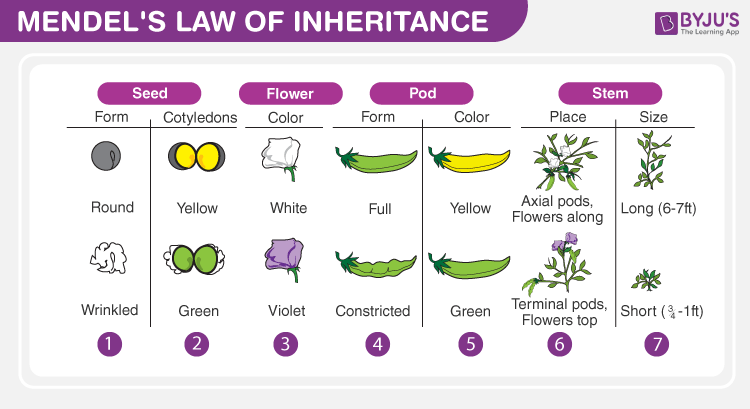 MENDEL'S LAW OF INHERITANCE
BYJU'S
The Learning App
Seed
Flower
Pod
Stem
Form
Cotyledons
Color
Form
Color
Place
Size
Round
Yellow
White
Full
Yellow
Axial pods,
Flowers along
Long (6-7ft)
Wrinkled
Green
Violet
Constricted
Green
Terminal pods,
Flowers top
Short (¾-1ft)
1
2
3
4
5
6
7